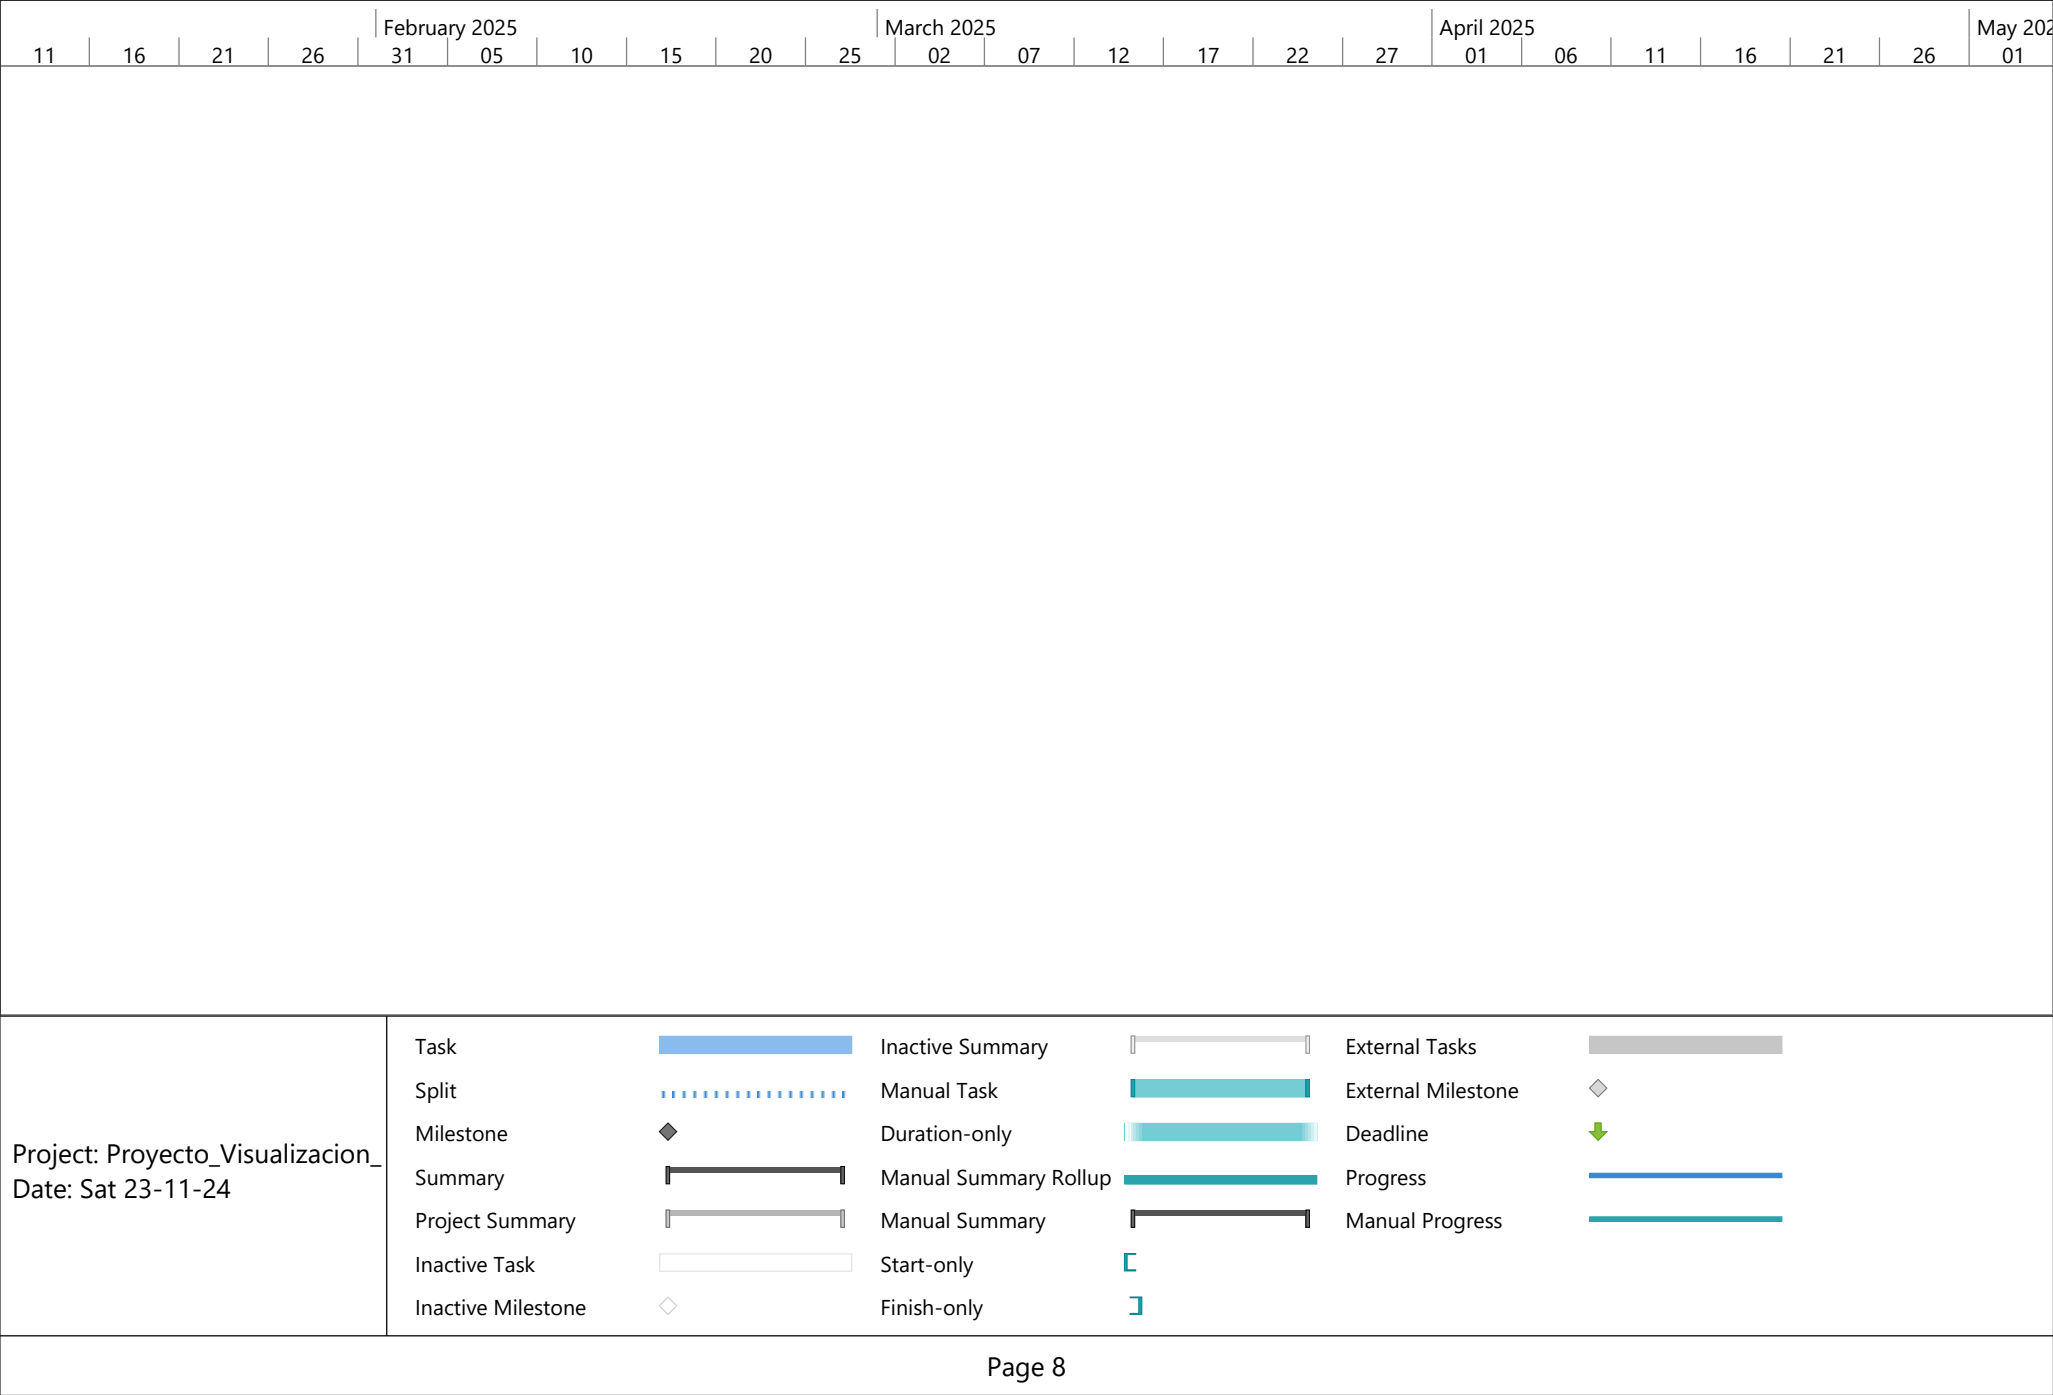 February 2025 March 2025 April 2025 May 202
11 16 21 26 31 05 10 15 20 25 02 07 12 17 22 27 01 06 11 16 21 26 01
Project: Proyecto_Visualizacion_
Date: Sat 23-11-24
Task
Split
Milestone
Summary
Project Summary
Inactive Task
Inactive Milestone
Inactive Summary
Manual Task
Duration-only
Manual Summary Rollup
Manual Summary
Start-only
Finish-only
External Tasks
External Milestone
Deadline
Progress
Manual Progress
Page 8